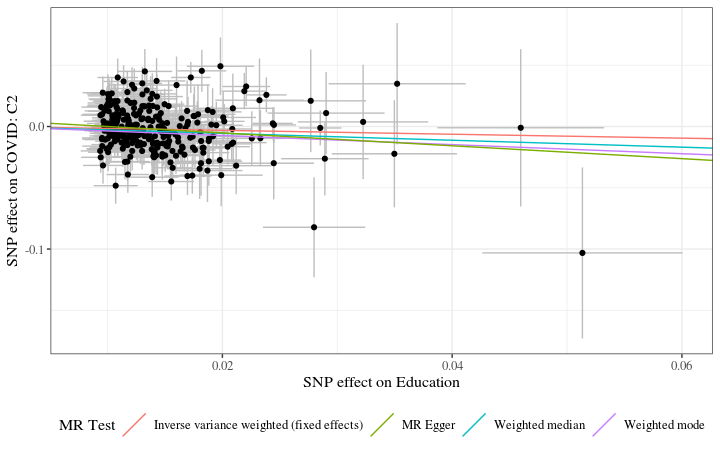 SNP effect on COVID: C2
0.0
-0.1
0.02
0.04
0.06
SNP effect on Education
MR Test
Inverse variance weighted (fixed effects)
MR Egger
Weighted median
Weighted mode